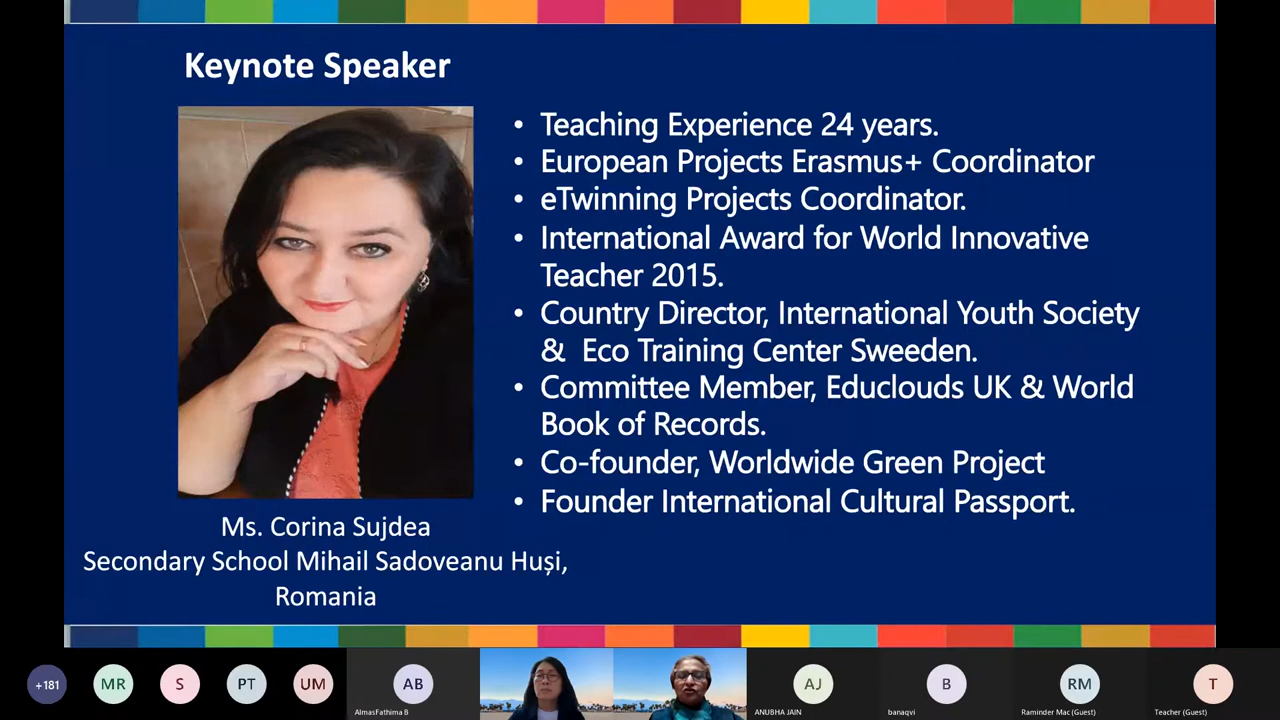 Keynote Speaker
• Teaching Experience 24 years.
• European Projects Erasmus+ Coordinator
• eTwinning Projects Coordinator.
• International Award for World Innovative
Teacher 2015.
• Country Director, International Youth Society
& Eco Training Center Sweeden.
• Committee Member, Educlouds UK & World
Book of Records.
• Co-founder, Worldwide Green Project
• Founder International Cultural Passport.
Ms. Corina Sujdea
Secondary School Mihail Sadoveanu Huși,
Romania
+181
MR
S
PT
UM
AB
AlmasFathima B
AJ
ANUBHA JAIN
B
banaqvi
RM
Raminder Mac (Guest)
T
Teacher (Guest)